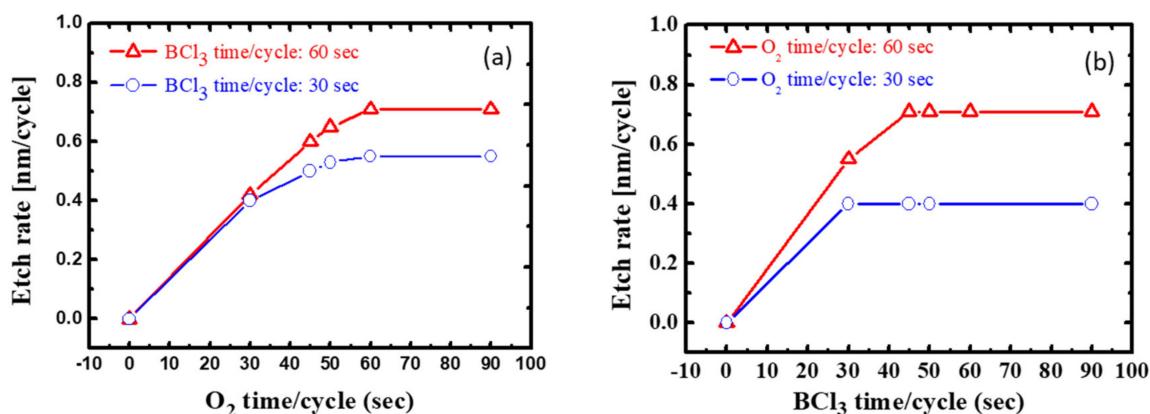 (a)
BCl3 time/cycle: 60 sec
BCl3 time/cycle: 30 sec
Etch rate [nm/cycle]
1.0
0.8
0.6
0.4
0.2
0.0
-10 0 10 20 30 40 50 60 70 80 90 100
O2 time/cycle (sec)
(b)
O2 time/cycle: 60 sec
O2 time/cycle: 30 sec
Etch rate [nm/cycle]
1.0
0.8
0.6
0.4
0.2
0.0
-10 0 10 20 30 40 50 60 70 80 90 100
BCl3 time/cycle (sec)